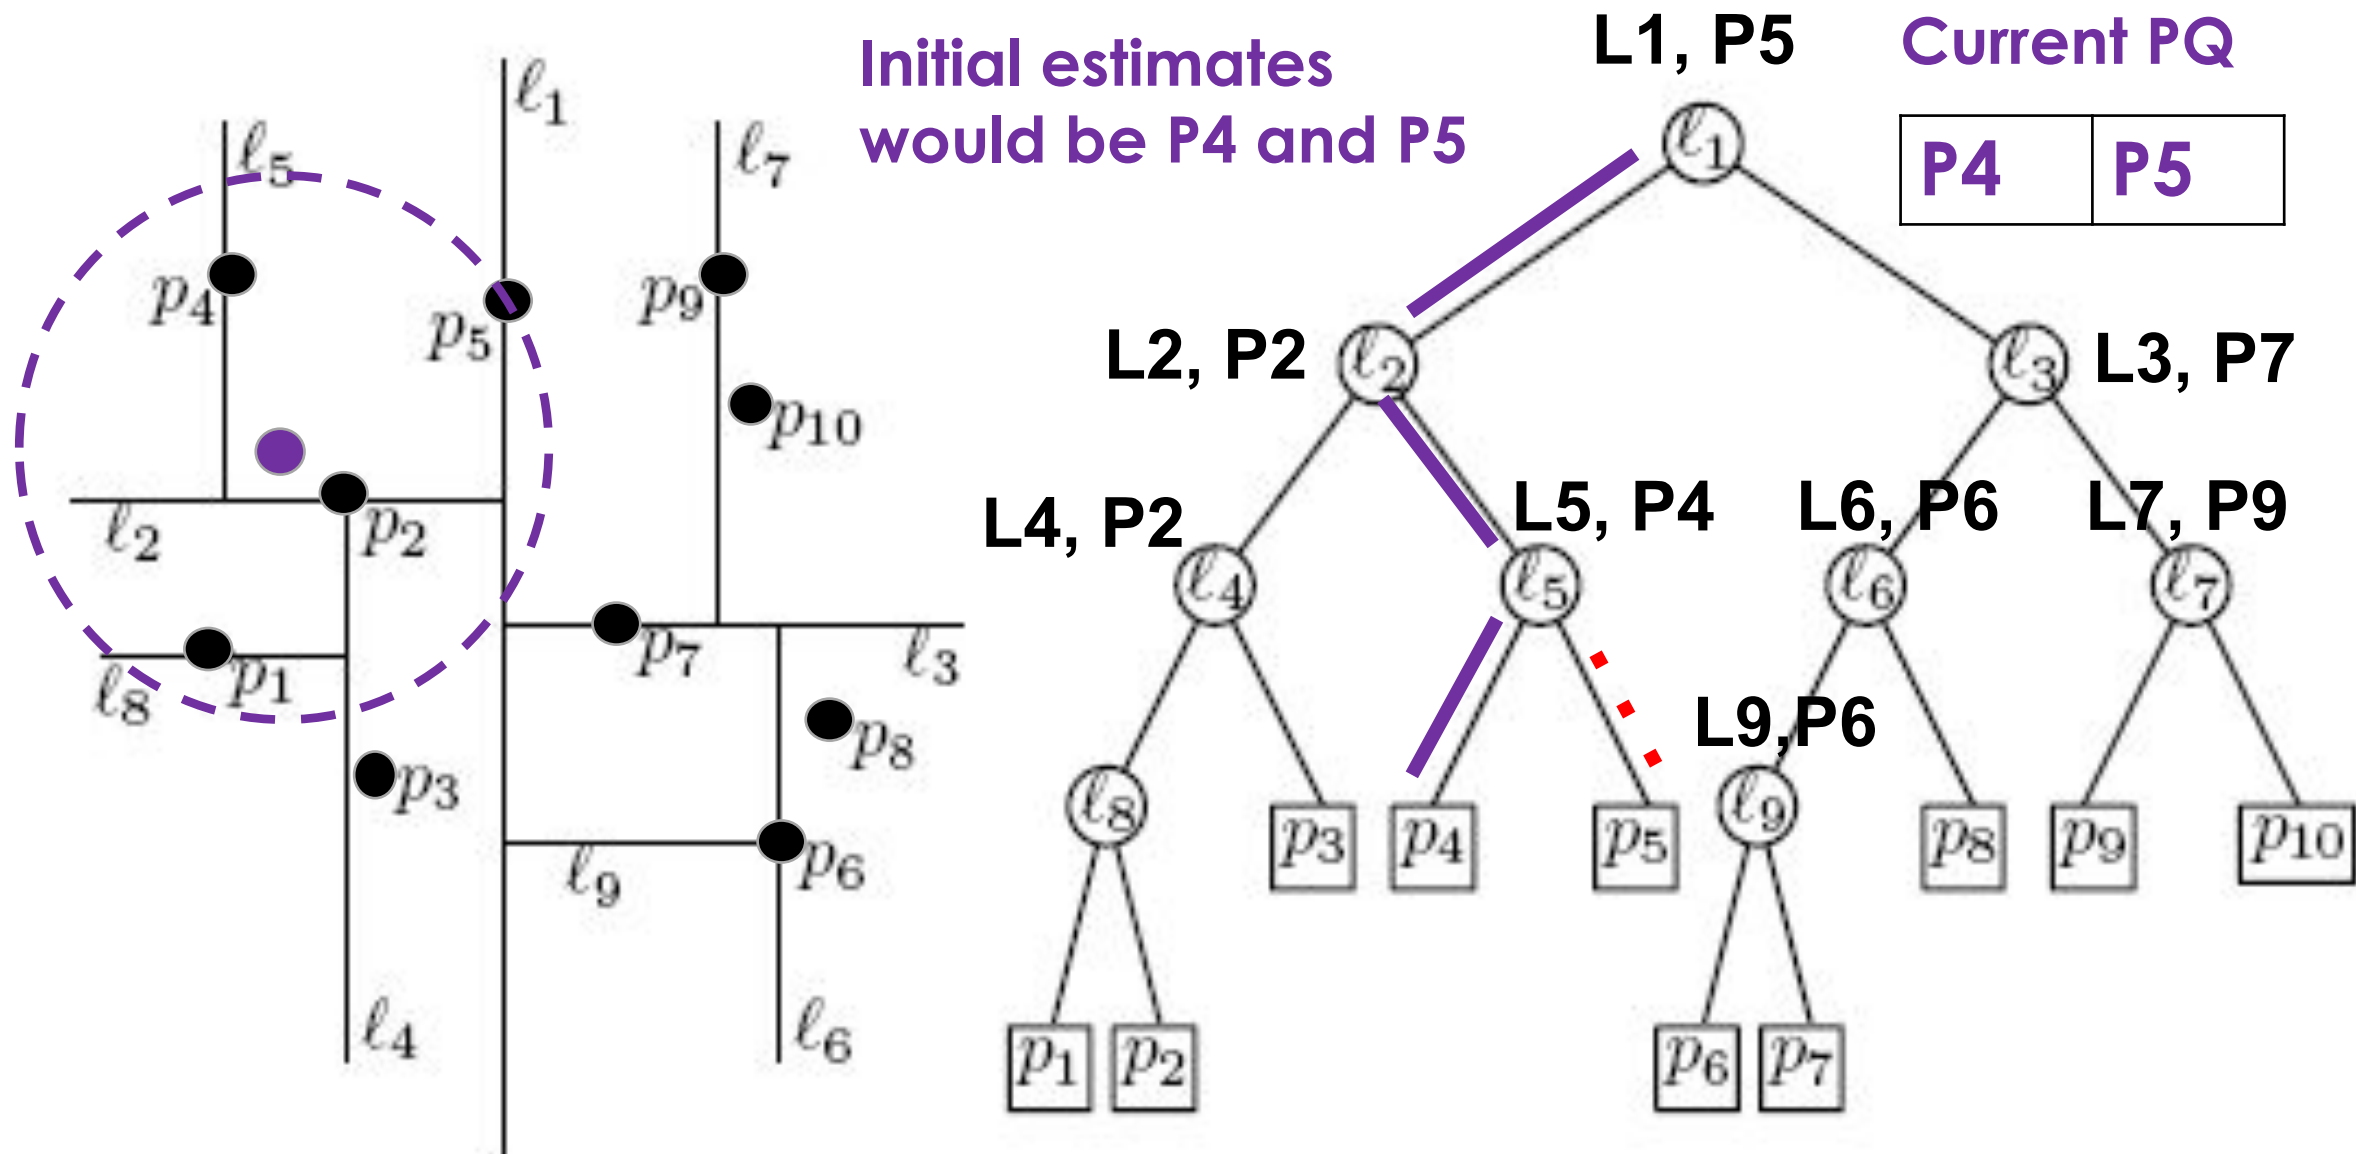 Initial estimates
would be P4 and P5
L1, P5
Current PQ
P4 P5
ℓ1
ℓ5
ℓ7
p4
p5
p9
p10
ℓ2
p2
p7
ℓ3
ℓ8
p1
p8
p3
ℓ9
p6
ℓ4
ℓ6
ℓ1
L2, P2
ℓ2
ℓ3
L3, P7
L4, P2
L5, P4
L6, P6
L7, P9
ℓ4
ℓ5
ℓ6
ℓ7
L9,P6
ℓ8
p3
p4
p5
ℓ9
p8
p9
p10
p1
p2
p6
p7